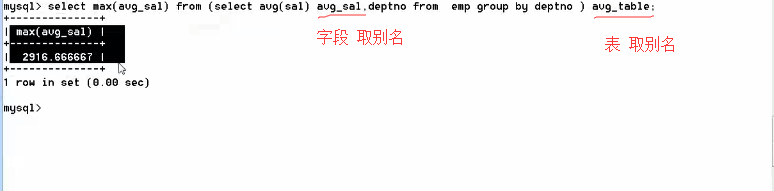 mysql> select max(avg_sal) from (select avg(sal) avg_sal,deptno from  emp group by deptno ) avg_table;
+--------------+
| max(avg_sal) |
字段 取别名
表 取别名
+--------------+
|  2916.666667 |
+--------------+
1 row in set (0.00 sec)
mysql>